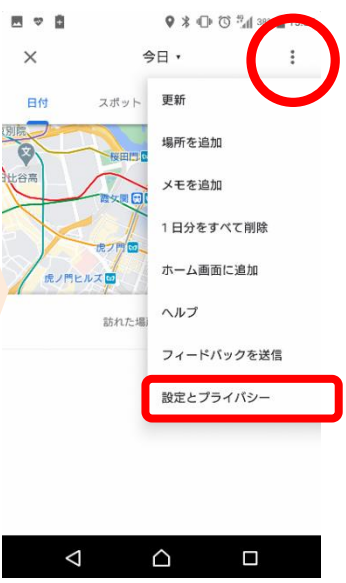 今日
日付
スポット
更新
場所を追加
メモを追加
1日分をすべて削除
ホーム画面に追加
ヘルプ
フィードバックを送信
設定とプライバシー
桜田門
霞ケ関
虎ノ門
虎ノ門ヒルズ
日比谷高
訪れた場